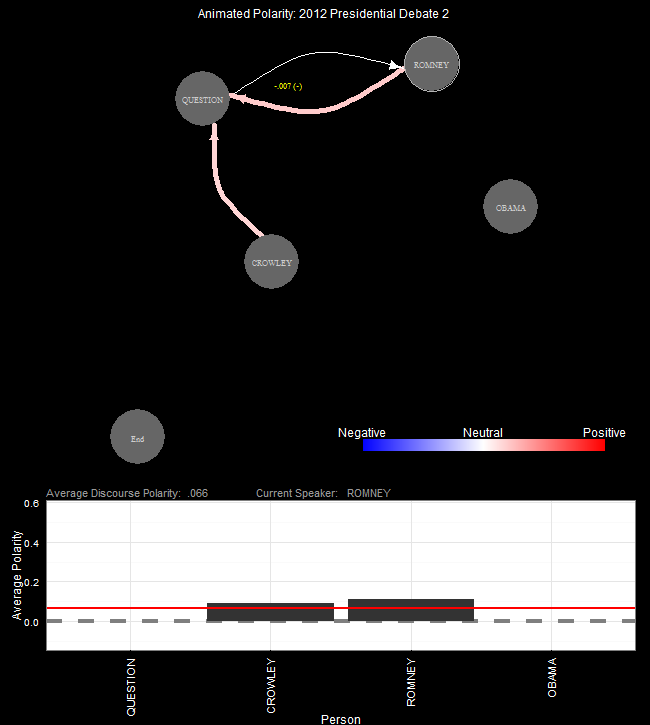 Animated Polarity: 2012 Presidential Debate 2
ROMNEY
-.007 (-)
QUESTION
OBAMA
CROWLEY
End
Negative Neutral Positive
Average Discourse Polarity: .066 Current Speaker: ROMNEY
0.6
0.4
0.2
0.0
Average Polarity
QUESTION
CROWLEY
ROMNEY
OBAMA
Person